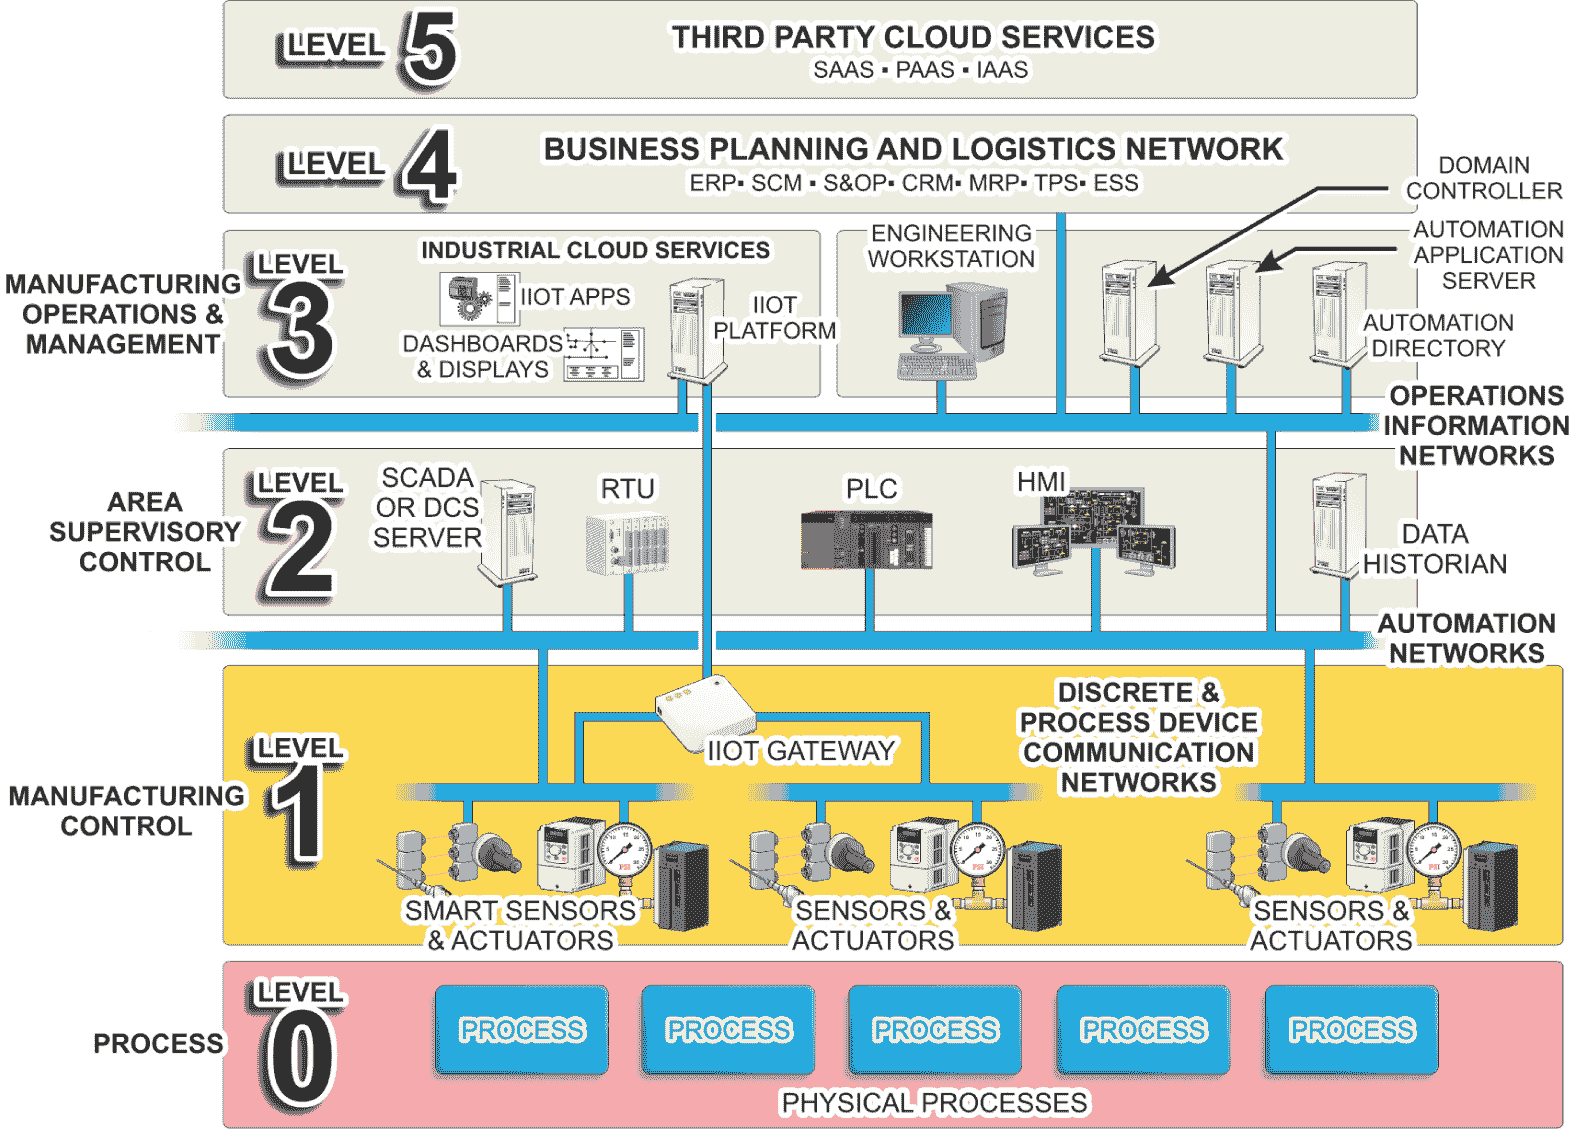 LEVEL 5
THIRD PARTY CLOUD SERVICES
SAAS ▪ PAAS ▪ IAAS
LEVEL 4
BUSINESS PLANNING AND LOGISTICS NETWORK
ERP▪ SCM ▪ S&OP▪ CRM▪ MRP▪ TPS▪ ESS
DOMAIN
CONTROLLER
AUTOMATION
APPLICATION
SERVER
AUTOMATION
DIRECTORY
MANUFACTURING
OPERATIONS &
MANAGEMENT
LEVEL
3
INDUSTRIAL CLOUD SERVICES
IIOT APPS
DASHBOARDS
& DISPLAYS
IIOT
PLATFORM
ENGINEERING
WORKSTATION
OPERATIONS
INFORMATION
NETWORKS
AREA
SUPERVISORY
CONTROL
LEVEL
2
SCADA
OR DCS
SERVER
RTU
PLC
HMI
DATA
HISTORIAN
AUTOMATION
NETWORKS
MANUFACTURING
CONTROL
LEVEL
1
IIOT GATEWAY
DISCRETE &
PROCESS DEVICE
COMMUNICATION
NETWORKS
PSI
PSI
PSI
SMART SENSORS
& ACTUATORS
SENSORS &
ACTUATORS
SENSORS &
ACTUATORS
PROCESS
LEVEL
0
PROCESS
PROCESS
PROCESS
PROCESS
PROCESS
PHYSICAL PROCESSES